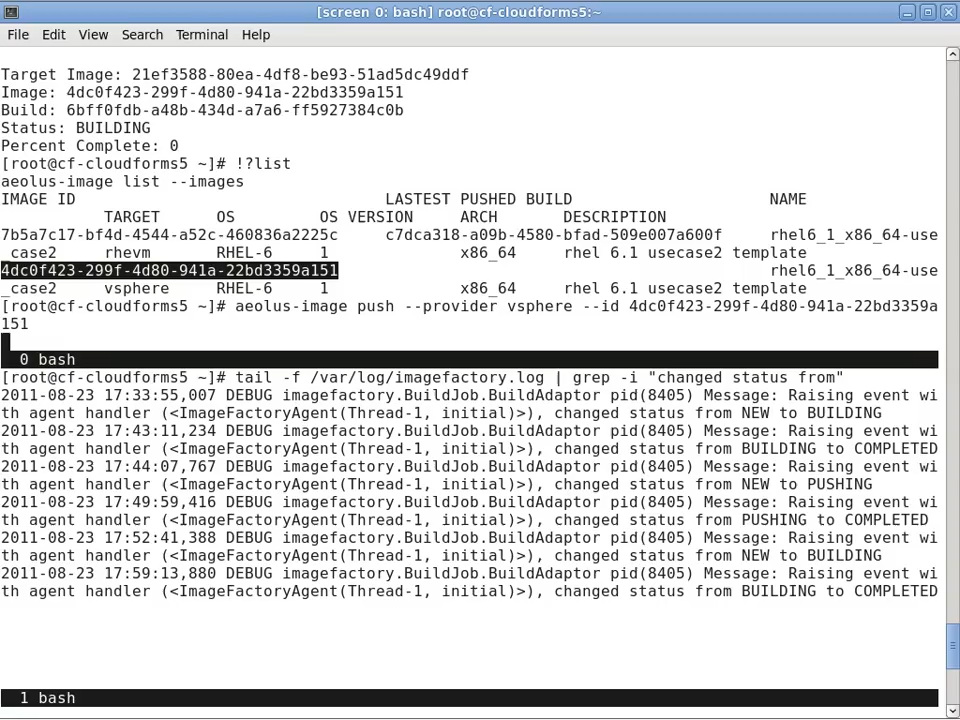 [screen 0: bash] root@cf-cloudforms5:~
File Edit View Search Terminal Help
Target Image: 21ef3588-80ea-4df8-be93-51ad5dc49ddf
Image: 4dc0f423-299f-4d80-941a-22bd3359a151
Build: 6bff0fdb-a48b-434d-a7a6-ff5927384c0b
Status: BUILDING
Percent Complete: 0
[root@cf-cloudforms5 ~]# !?list
aeolus-image list --images
IMAGE ID LASTEST PUSHED BUILD NAME
TARGET OS OS VERSION ARCH DESCRIPTION
7b5a7c17-bf4d-4544-a52c-460836a2225c c7dca318-a09b-4580-bfad-509e007a600f rhel6_1_x86_64-use
_case2 rhevm RHEL-6 1 x86_64 rhel 6.1 usecase2 template
4dc0f423-299f-4d80-941a-22bd3359a151 rhel6_1_x86_64-use
_case2 vsphere RHEL-6 1 x86_64 rhel 6.1 usecase2 template
[root@cf-cloudforms5 ~]# aeolus-image push --provider vsphere --id 4dc0f423-299f-4d80-941a-22bd3359a
151
0 bash
[root@cf-cloudforms5 ~]# tail -f /var/log/imagefactory.log | grep -i "changed status from"
2011-08-23 17:33:55,007 DEBUG imagefactory.BuildJob.BuildAdaptor pid(8405) Message: Raising event wi
th agent handler (<ImageFactoryAgent(Thread-1, initial)>), changed status from NEW to BUILDING
2011-08-23 17:43:11,234 DEBUG imagefactory.BuildJob.BuildAdaptor pid(8405) Message: Raising event wi
th agent handler (<ImageFactoryAgent(Thread-1, initial)>), changed status from BUILDING to COMPLETED
2011-08-23 17:44:07,767 DEBUG imagefactory.BuildJob.BuildAdaptor pid(8405) Message: Raising event wi
th agent handler (<ImageFactoryAgent(Thread-1, initial)>), changed status from NEW to PUSHING
2011-08-23 17:49:59,416 DEBUG imagefactory.BuildJob.BuildAdaptor pid(8405) Message: Raising event wi
th agent handler (<ImageFactoryAgent(Thread-1, initial)>), changed status from PUSHING to COMPLETED
2011-08-23 17:52:41,388 DEBUG imagefactory.BuildJob.BuildAdaptor pid(8405) Message: Raising event wi
th agent handler (<ImageFactoryAgent(Thread-1, initial)>), changed status from NEW to BUILDING
2011-08-23 17:59:13,880 DEBUG imagefactory.BuildJob.BuildAdaptor pid(8405) Message: Raising event wi
th agent handler (<ImageFactoryAgent(Thread-1, initial)>), changed status from BUILDING to COMPLETED
1 bash